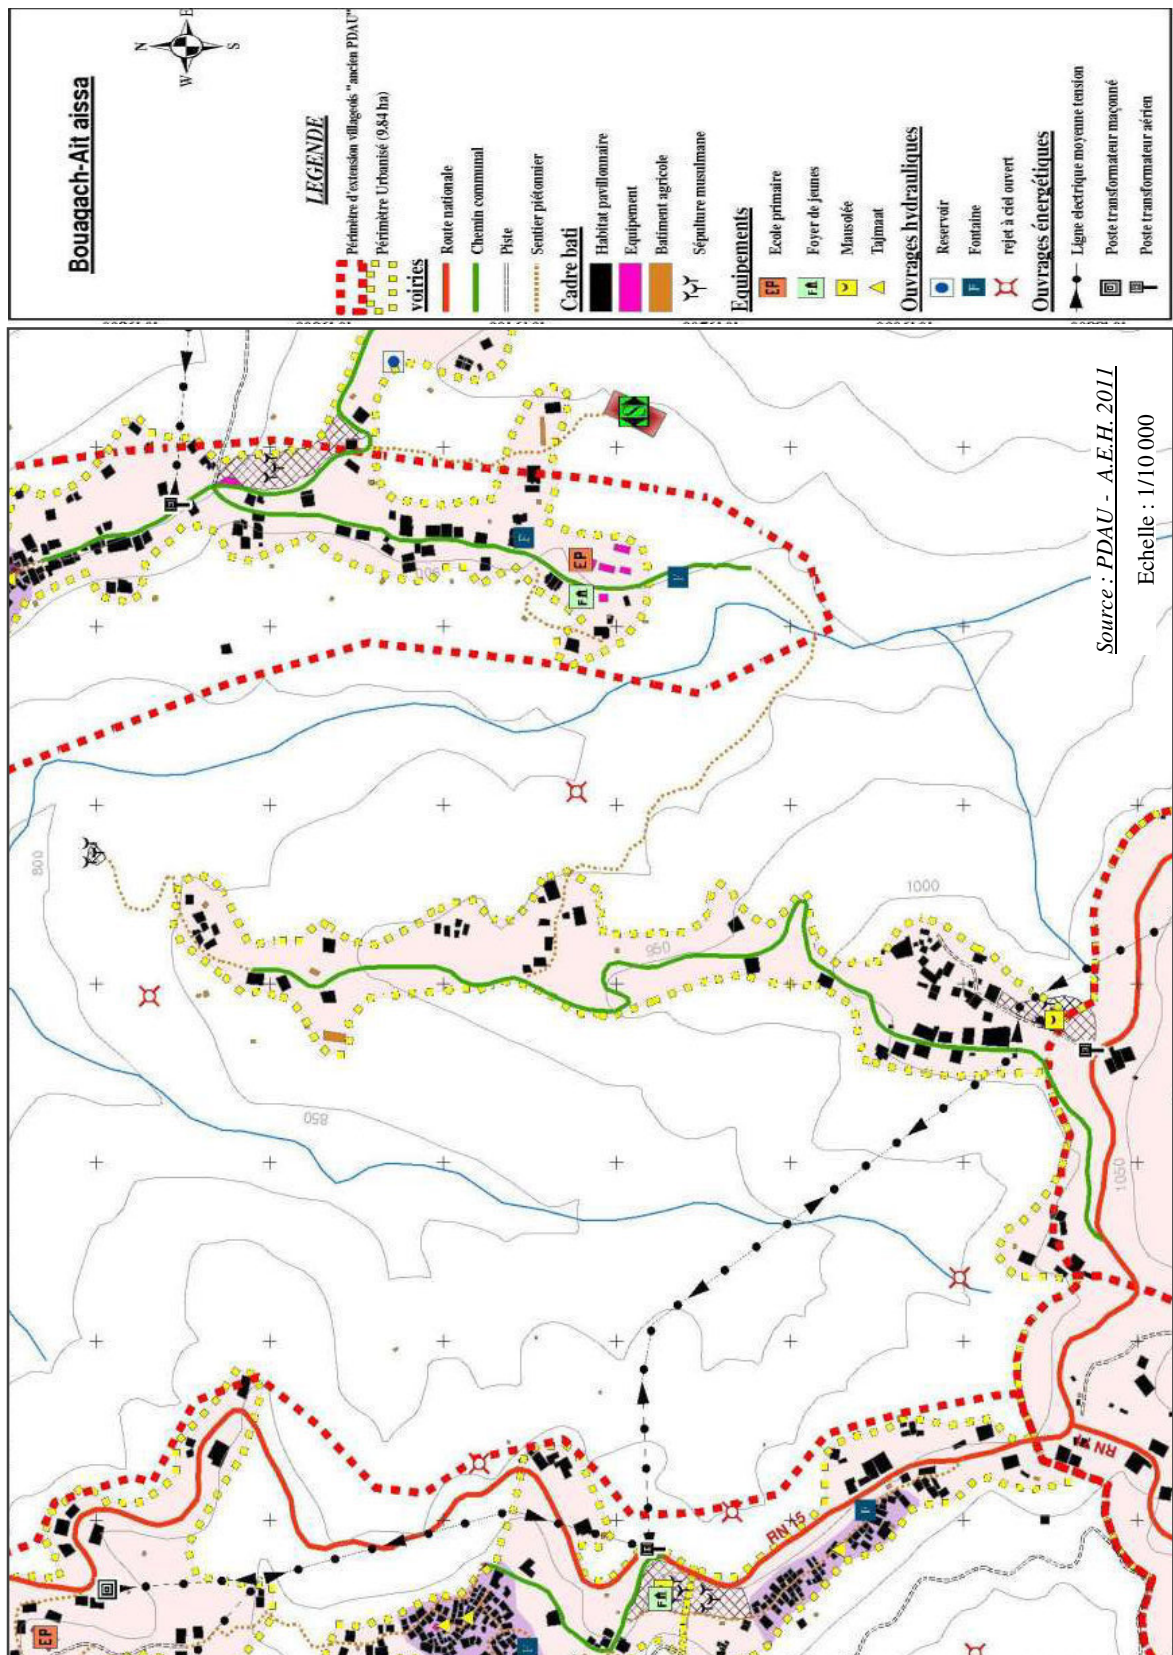 Bouagach-Ait aissa
N
E
W
S
LEGENDE
Périmètre d'extension villageois "ancien PDAU"
Périmètre Urbanisé (9.84 ha)
voiries
Route nationale
Chemin communal
Piste
Sentier piétonnier
Cadre bati
Habitat pavillonnaire
Equipement
Batiment agricole
Sépulture musulmane
Equipements
EP Ecole primaire
Foyer de jeunes
Mausolée
Tajmaat
Ouvrages hydrauliques
Reservoir
F Fontaine
rejet à ciel ouvert
Ouvrages énergétiques
Ligne electrique moyenne tension
Poste transformateur maçonné
Poste transformateur aérien
800
850
950
1000
1050
F
EP
F
EP
F
F
RN 15
Source : PDAU - A.E.H. 2011
Echelle : 1/10 000